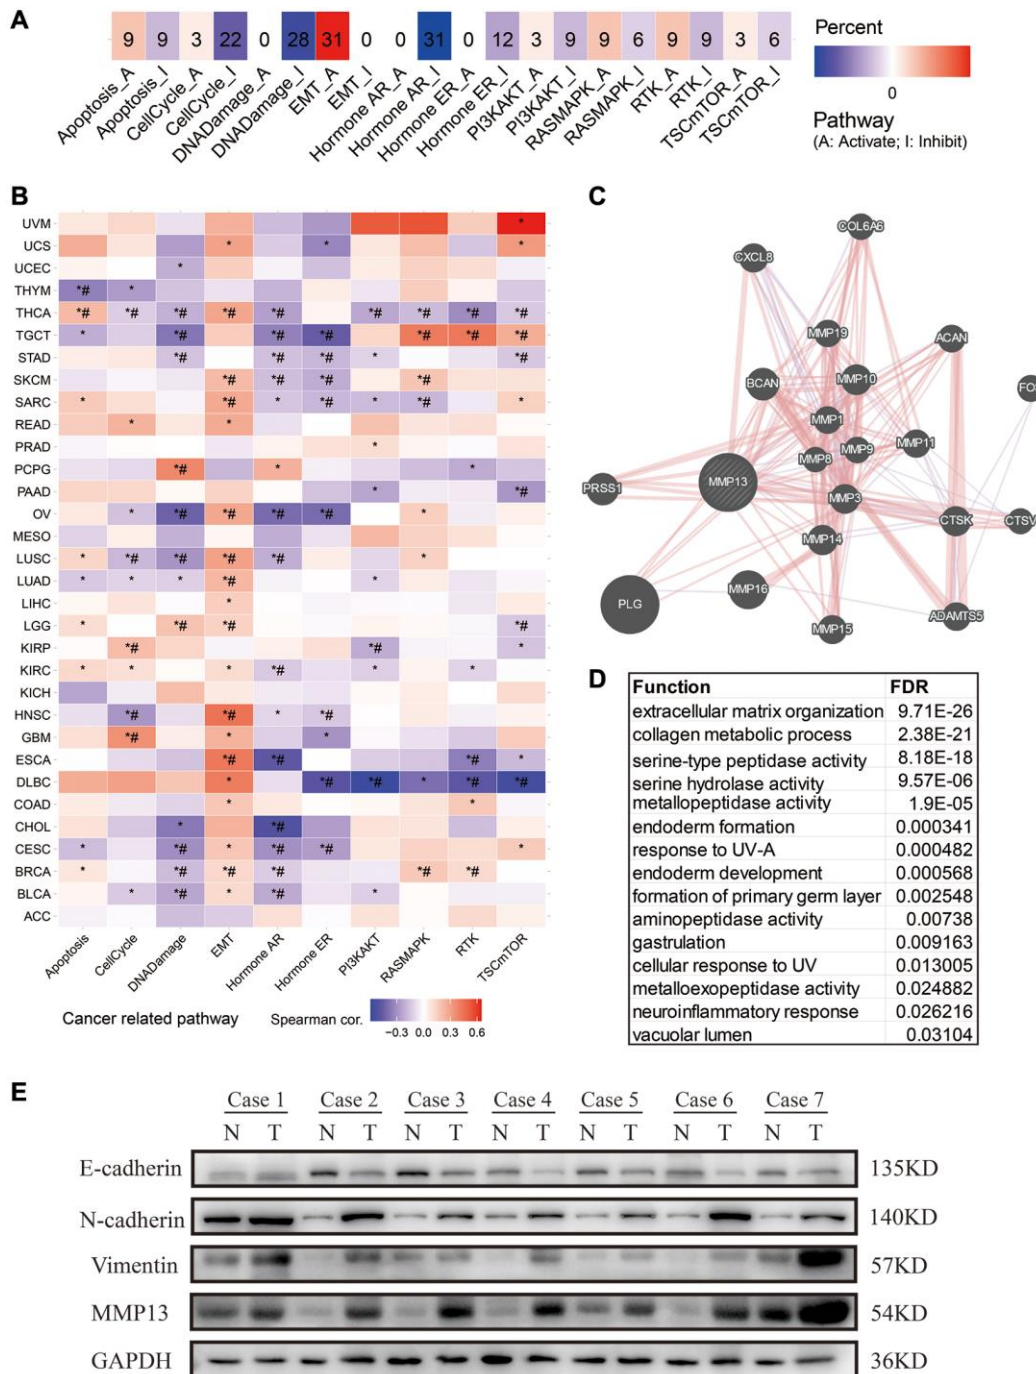 A
9 9 3 22 0 28 31 0 0 31 0 12 3 9 9 6 9 9 3 6
Apoptosis_A
Apoptosis_I
CellCycle_A
CellCycle_I
DNADamage_A
DNADamage_I
EMT_A
EMT_I
Hormone AR_A
Hormone AR_I
Hormone ER_A
Hormone ER_I
PI3KAKT_A
PI3KAKT_I
RASMAPK_A
RASMAPK_I
RTK_A
RTK_I
TSCmTOR_A
TSCmTOR_I
Percent
0
Pathway
(A: Activate; I: Inhibit)
B
UVM *
UCS * * *
UCEC *
THYM *# *
THCA *# *# *# *# *# *# *# *# *#
TGCT * *# *# *# *# *# *#
STAD *# *# *# * *#
SKCM *# *# *# *#
SARC * *# * *# * *# *
READ * *
PRAD *
PCPG *# * *
PAAD * *#
OV * *# *# *# *# *
MESO
LUSC * *# *# *# *# *
LUAD * * * *# *
LIHC *
LGG * *# *# *#
KIRP *# *# *
KIRC * * * *# * *
KICH
HNSC *# *# * *#
GBM *# * *
ESCA *# *# *# *
DLBC * *# *# * *# *#
COAD * *
CHOL * *#
CESC * *# * *# *# *
BRCA * *# *# *# *# *#
BLCA * *# * *# *
ACC
Apoptosis
CellCycle
DNADamage
EMT
Hormone AR
Hormone ER
PI3KAKT
RASMAPK
RTK
TSCmTOR
Cancer related pathway
Spearman cor.
−0.3 0.0 0.3 0.6
C
COL6A6
CXCL8
MMP19
ACAN
BCAN
MMP10
FO
MMP1
MMP9
MMP11
MMP8
PRSS1
MMP13
MMP3
CTSK
CTSV
MMP14
MMP16
PLG
MMP15
ADAMTS5
D
Function FDR
extracellular matrix organization 9.71E-26
collagen metabolic process 2.38E-21
serine-type peptidase activity 8.18E-18
serine hydrolase activity 9.57E-06
metallopeptidase activity 1.9E-05
endoderm formation 0.000341
response to UV-A 0.000482
endoderm development 0.000568
formation of primary germ layer 0.002548
aminopeptidase activity 0.00738
gastrulation 0.009163
cellular response to UV 0.013005
metalloexopeptidase activity 0.024882
neuroinflammatory response 0.026216
vacuolar lumen 0.03104
E
Case 1 Case 2 Case 3 Case 4 Case 5 Case 6 Case 7
N T N T N T N T N T N T N T
E-cadherin 135KD
N-cadherin 140KD
Vimentin 57KD
MMP13 54KD
GAPDH 36KD